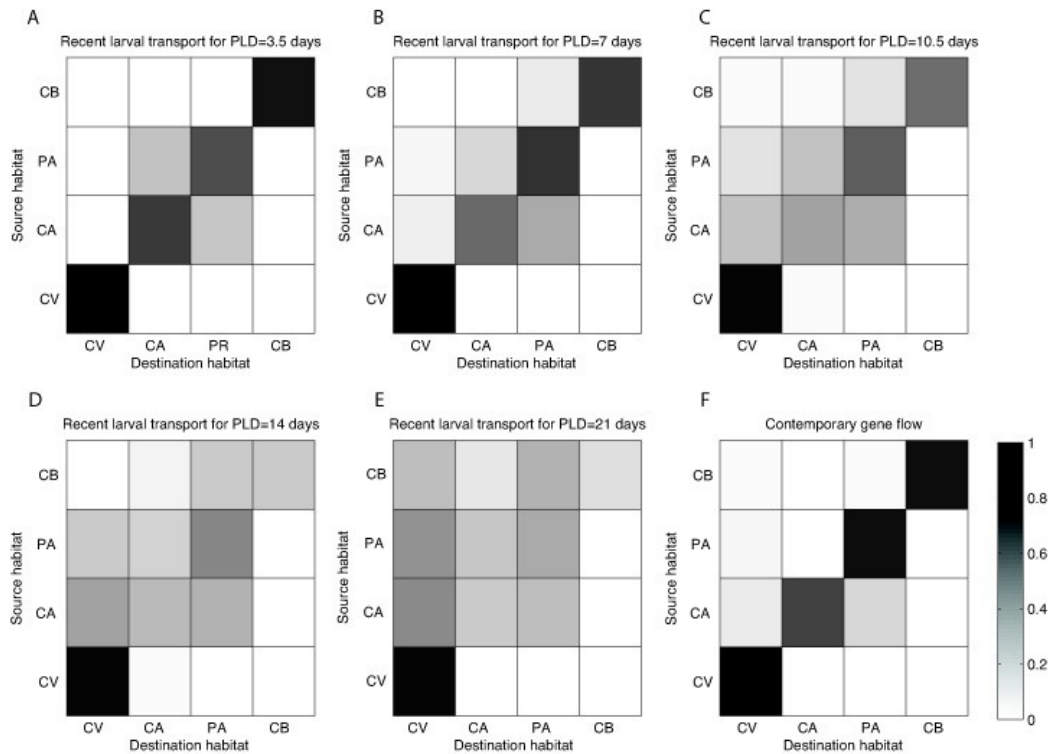 A
Recent larval transport for PLD=3.5 days
Source habitat
CB
PA
CA
CV
CV CA PR CB
Destination habitat
B
Recent larval transport for PLD=7 days
Source habitat
CB
PA
CA
CV
CV CA PA CB
Destination habitat
C
Recent larval transport for PLD=10.5 days
Source habitat
CB
PA
CA
CV
CV CA PA CB
Destination habitat
D
Recent larval transport for PLD=14 days
Source habitat
CB
PA
CA
CV
CV CA PA CB
Destination habitat
E
Recent larval transport for PLD=21 days
Source habitat
CB
PA
CA
CV
CV CA PA CB
Destination habitat
F
Contemporary gene flow
Source habitat
CB
PA
CA
CV
CV CA PA CB
Destination habitat
1
0.8
0.6
0.4
0.2
0